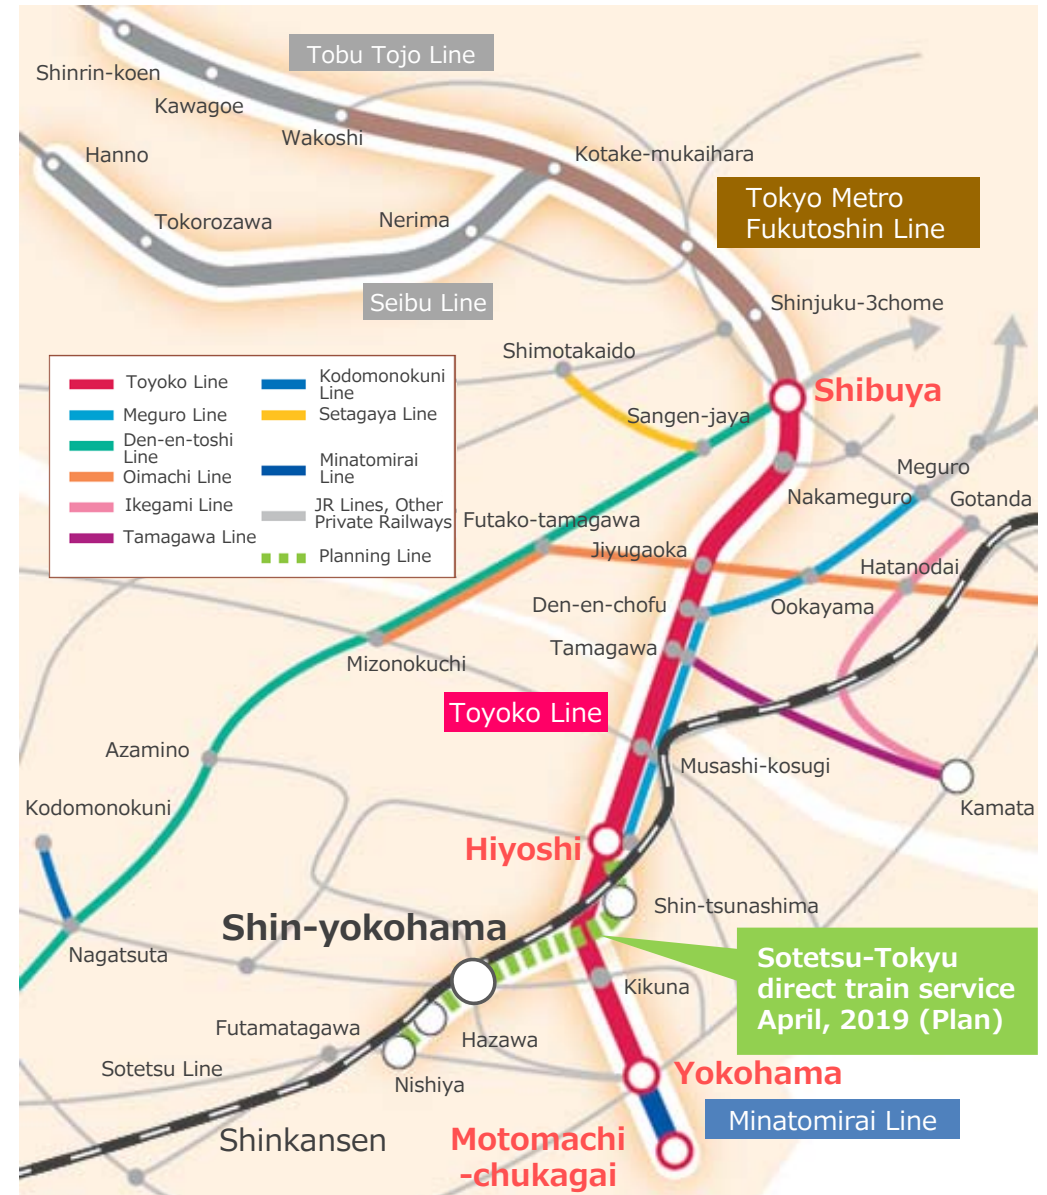 Tobu Tojo Line
Shinrin-koen
Kawagoe
Wakoshi
Hanno
Kotake-mukaihara
Tokyo Metro
Fukutoshin Line
Tokorozawa
Nerima
Seibu Line
Shinjuku-3chome
Shimotakaido
Shibuya
Sangen-jaya
Toyoko Line
Meguro Line
Den-en-toshi
Line
Oimachi Line
Ikegami Line
Tamagawa Line
Kodomonokuni
Line
Setagaya Line
Minatomirai
Line
JR Lines, Other
Private Railways
Planning Line
Meguro
Nakameguro
Gotanda
Futako-tamagawa
Jiyugaoka
Hatanodai
Den-en-chofu
Ookayama
Tamagawa
Mizonokuchi
Toyoko Line
Azamino
Musashi-kosugi
Kodomonokuni
Kamata
Hiyoshi
Shin-tsunashima
Shin-yokohama
Nagatsuta
Sotetsu-Tokyu
direct train service
April, 2019 (Plan)
Kikuna
Futamatagawa
Hazawa
Sotetsu Line
Nishiya
Yokohama
Minatomirai Line
Shinkansen
Motomachi
-chukagai